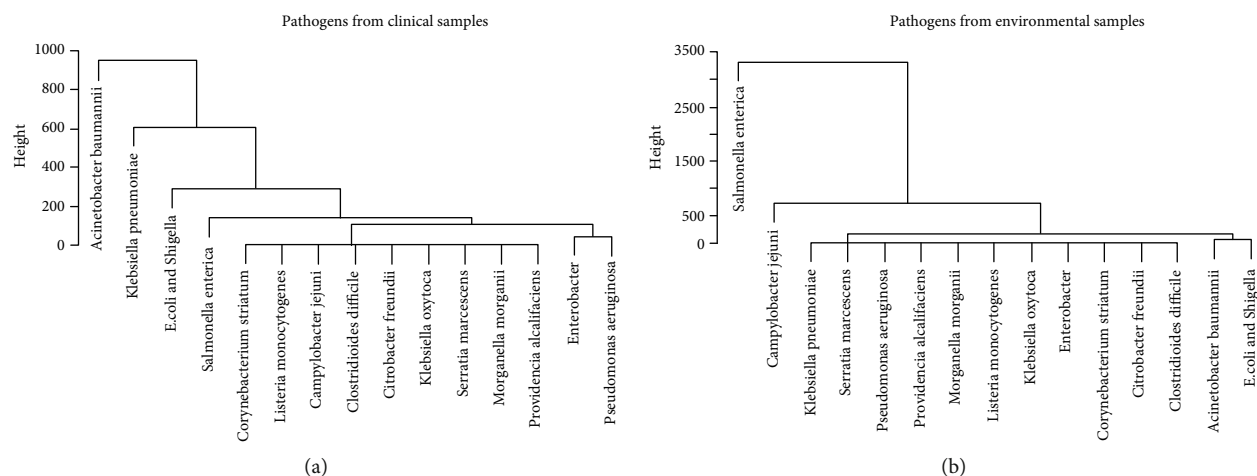 Pathogens from clinical samples
Height
1000
800
600
400
200
0
Acinetobacter baumannii
Klebsiella pneumoniae
E.coli and Shigella
Salmonella enterica
Corynebacterium striatum
Listeria monocytogenes
Campylobacter jejuni
Clostridioides difficile
Citrobacter freundii
Klebsiella oxytoca
Serratia marcescens
Morganella morganii
Providencia alcalifaciens
Enterobacter
Pseudomonas aeruginosa
(a)
Pathogens from environmental samples
Height
3500
2500
1500
500
0
Salmonella enterica
Campylobacter jejuni
Klebsiella pneumoniae
Serratia marcescens
Pseudomonas aeruginosa
Providencia alcalifaciens
Morganella morganii
Listeria monocytogenes
Klebsiella oxytoca
Enterobacter
Corynebacterium striatum
Citrobacter freundii
Clostridioides difficile
Acinetobacter baumannii
E.coli and Shigella
(b)